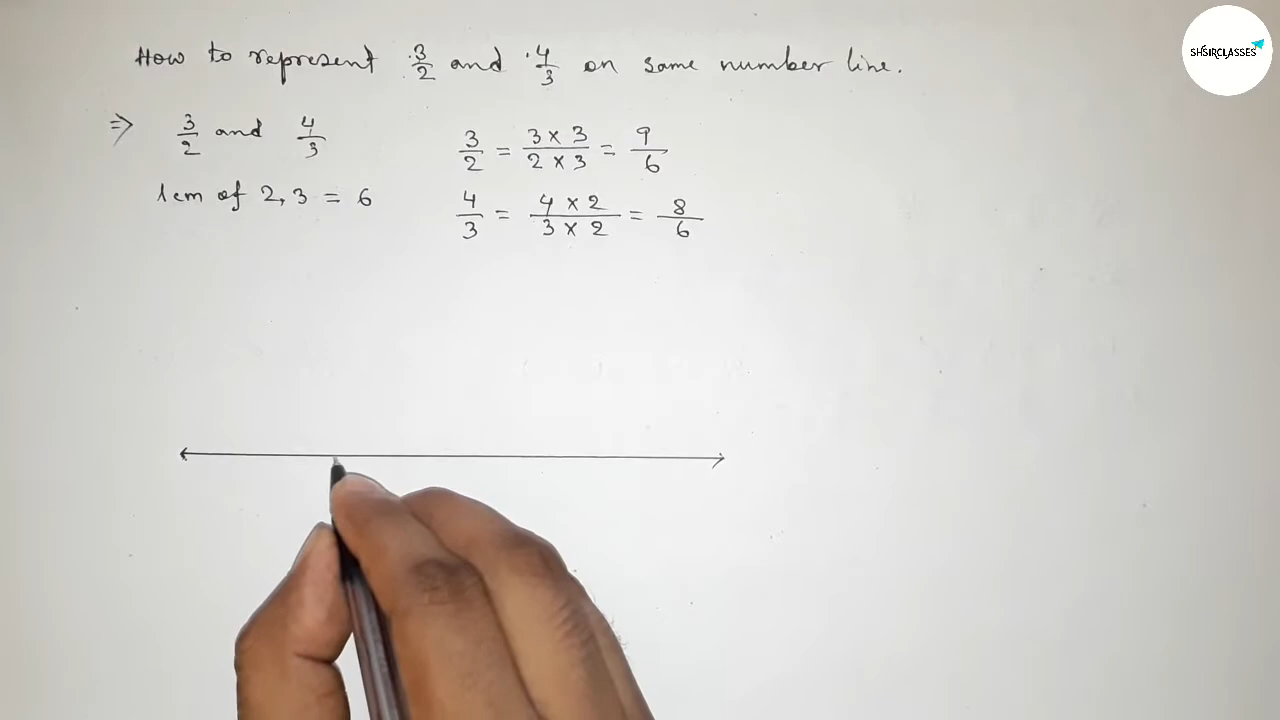 How to represent 3/2 and 4/3 on same number line.
⇒ 3/2 and 4/3
lcm of 2, 3 = 6
3/2 = 3 × 3 / 2 × 3 = 9/6
4/3 = 4 × 2 / 3 × 2 = 8/6
SHSIRCLASSES